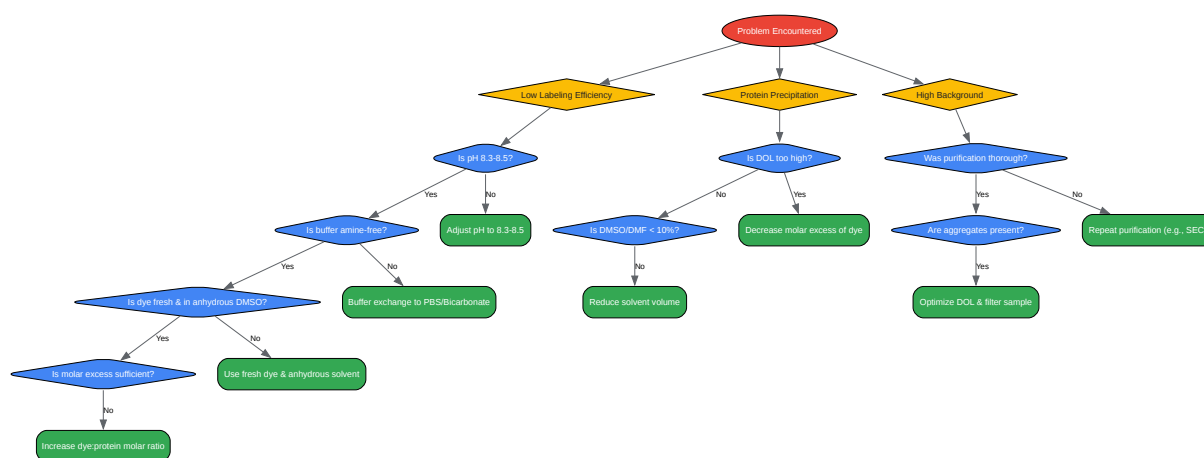 Problem Encountered
Low Labeling Efficiency
Protein Precipitation
High Background
Is pH 8.3-8.5?
Is DOL too high?
Was purification thorough?
Yes
No
No
Yes
Yes
No
Is buffer amine-free?
Adjust pH to 8.3-8.5
Is DMSO/DMF < 10%?
Decrease molar excess of dye
Are aggregates present?
Repeat purification (e.g., SEC
Yes
No
No
Yes
Is dye fresh & in anhydrous DMSO?
Buffer exchange to PBS/Bicarbonate
Reduce solvent volume
Optimize DOL & filter sample
Yes
No
Is molar excess sufficient?
Use fresh dye & anhydrous solvent
No
Increase dye:protein molar ratio